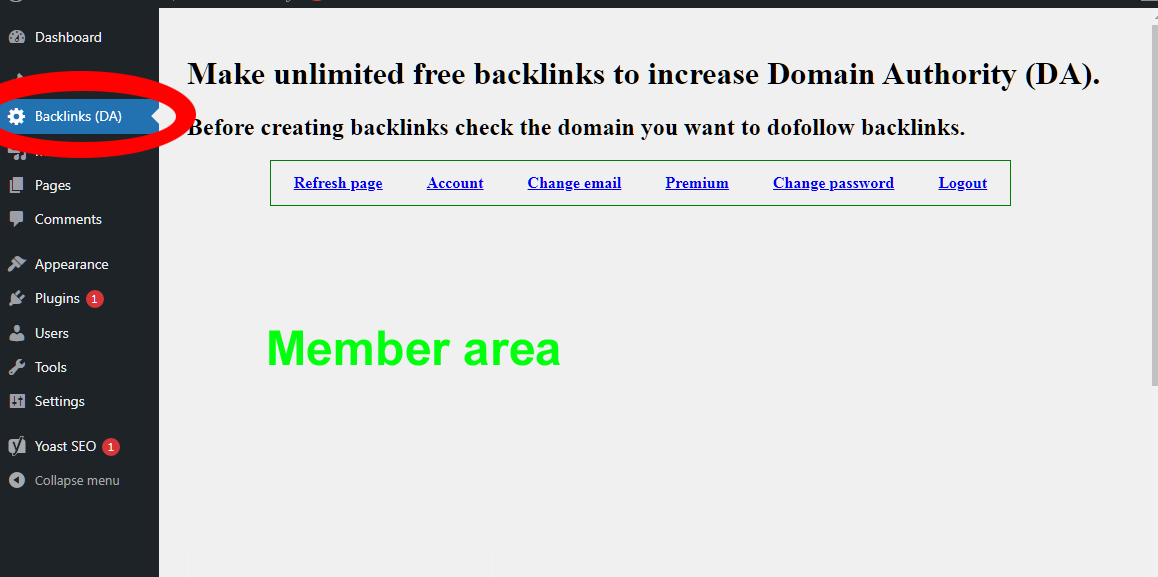 Dashboard
Backlinks (DA)
Pages
Comments
Appearance
Plugins 1
Users
Tools
Settings
Yoast SEO 1
Collapse menu
Make unlimited free backlinks to increase Domain Authority (DA).
Before creating backlinks check the domain you want to dofollow backlinks.
Refresh page Account Change email Premium Change password Logout
Member area